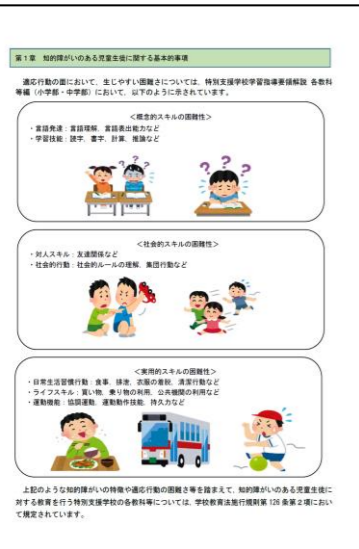 第1章 知的障がいのある児童生徒に関する基本的事項
適応行動の面において、生じやすい困難さについては、特別支援学校学習指導要領解説 各教科
等編（小学部・中学部）において、以下のように示されています。
＜概念的スキルの困難性＞
・言語発達：言語理解、言語表出能力など
・学習技能：読字、書字、計算、推論など
? ? ? ? ?
? ? ?
＜社会的スキルの困難性＞
・対人スキル：友達関係など
・社会的行動：社会的ルールの理解、集団行動など
＜実用的スキルの困難性＞
・日常生活習慣行動：食事、排泄、衣服の着脱、清潔行動など
・ライフスキル：買い物、乗り物の利用、公共機関の利用など
・運動機能：協調運動、運動動作技能、持久力など
上記のような知的障がいの特徴や適応行動の困難さ等を踏まえて、知的障がいのある児童生徒に
対する教育を行う特別支援学校の各教科等については、学校教育法施行規則第126条第2項におい
て規定されています。